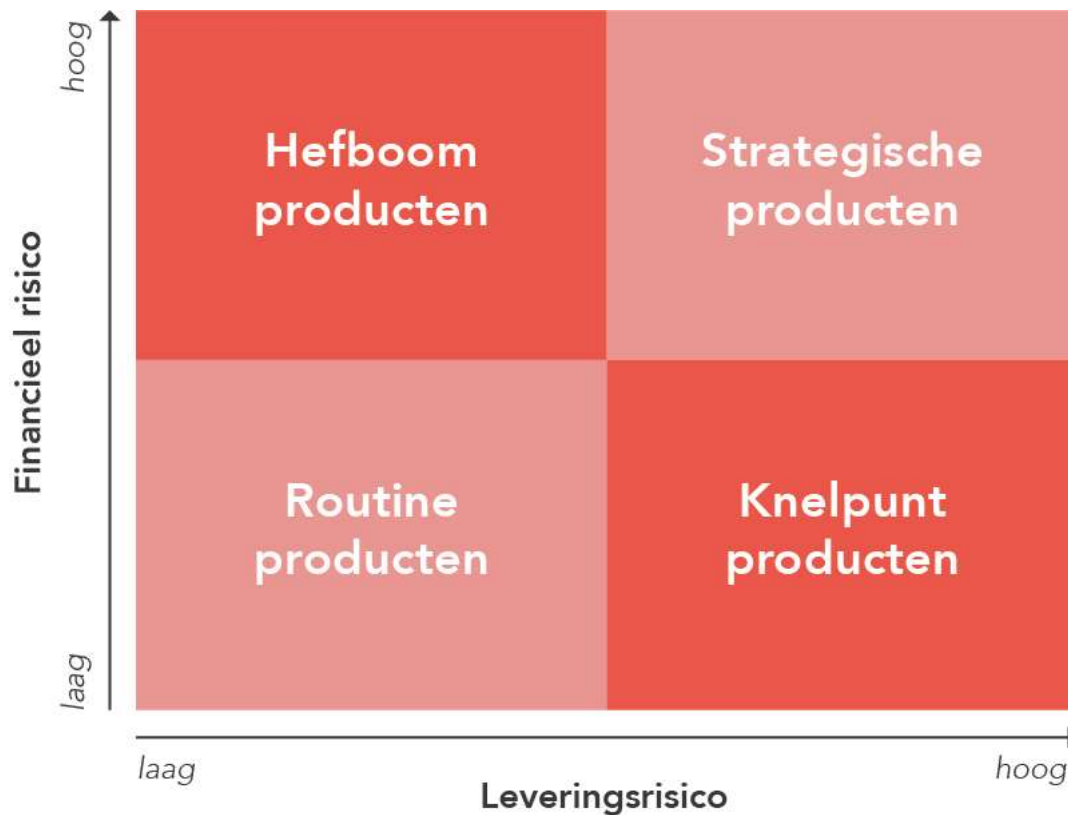 hoog
Financieel risico
laag
Hefboom
producten
Strategische
producten
Routine
producten
Knelpunt
producten
laag
hoog
Leveringsrisico